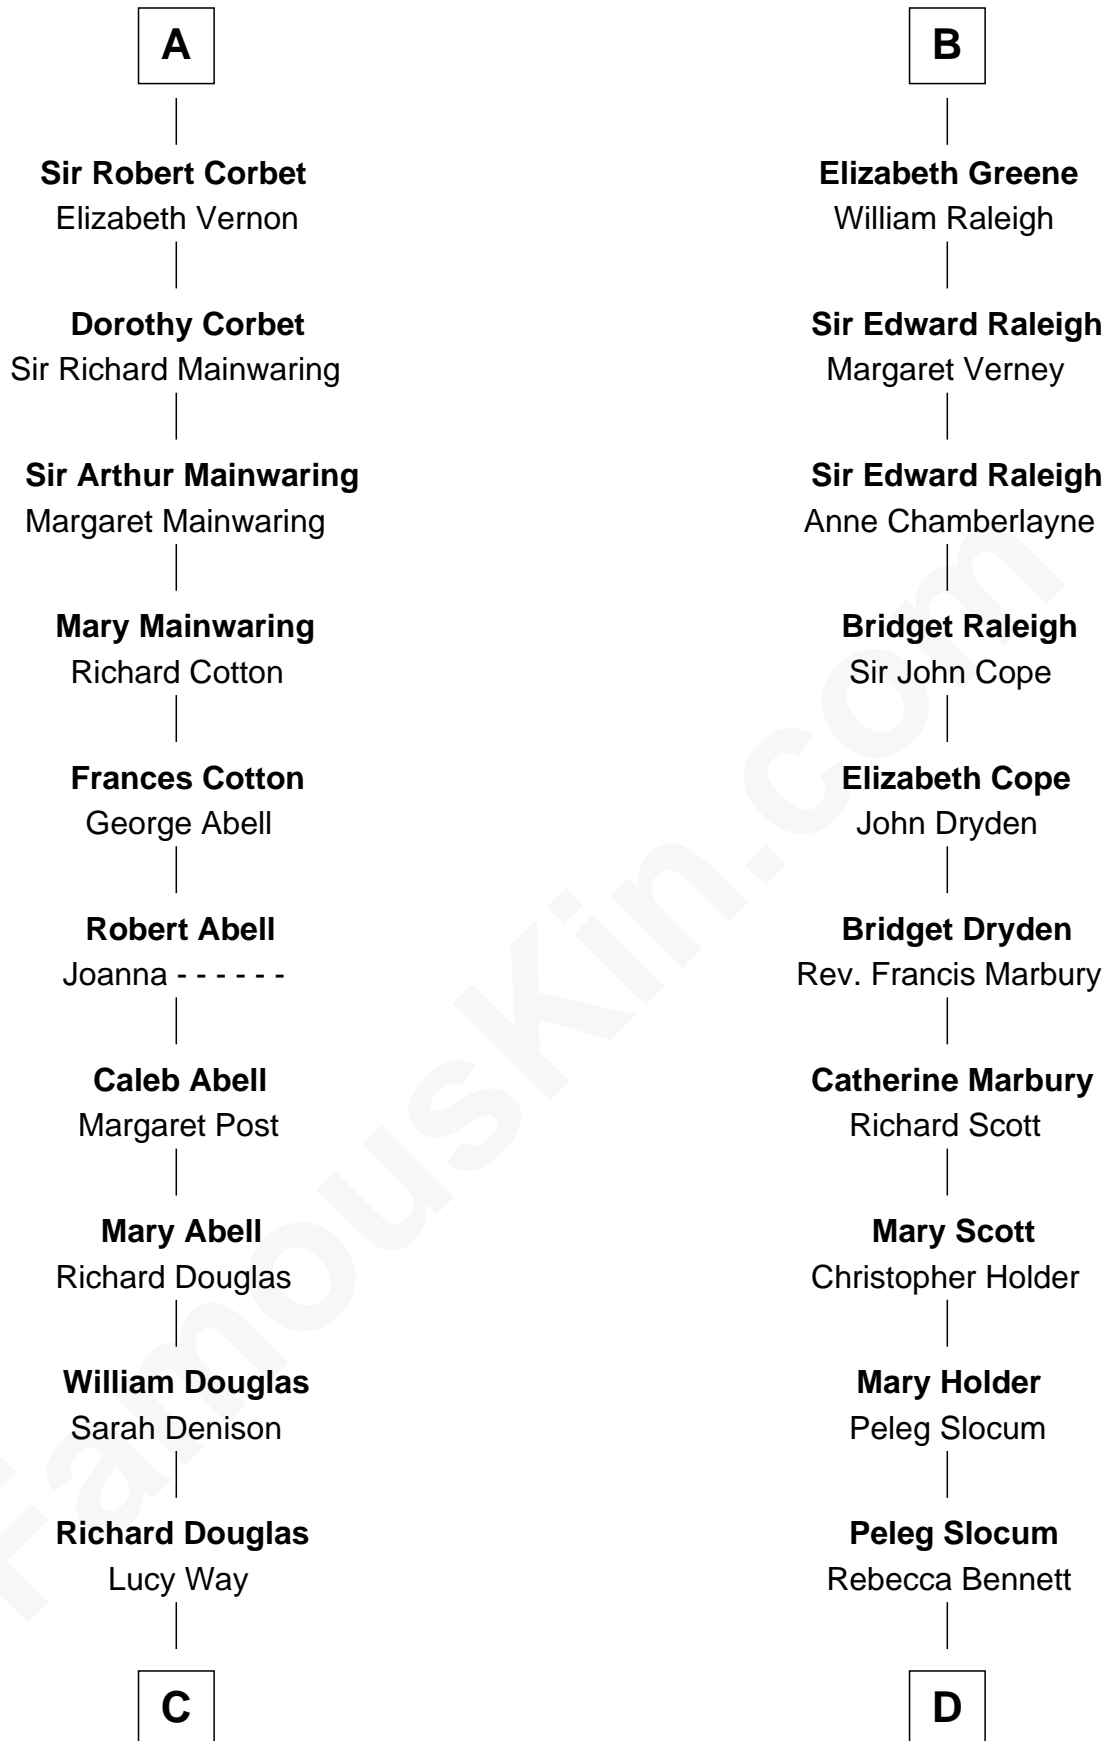 A
Sir Robert Corbet
Elizabeth Vernon
Dorothy Corbet
Sir Richard Mainwaring
Sir Arthur Mainwaring
Margaret Mainwaring
Mary Mainwaring
Richard Cotton
Frances Cotton
George Abell
Robert Abell
Joanna - - - - - -
Caleb Abell
Margaret Post
Mary Abell
Richard Douglas
William Douglas
Sarah Denison
Richard Douglas
Lucy Way
C
B
Elizabeth Greene
William Raleigh
Sir Edward Raleigh
Margaret Verney
Sir Edward Raleigh
Anne Chamberlayne
Bridget Raleigh
Sir John Cope
Elizabeth Cope
John Dryden
Bridget Dryden
Rev. Francis Marbury
Catherine Marbury
Richard Scott
Mary Scott
Christopher Holder
Mary Holder
Peleg Slocum
Peleg Slocum
Rebecca Bennett
D
FamousKin.com